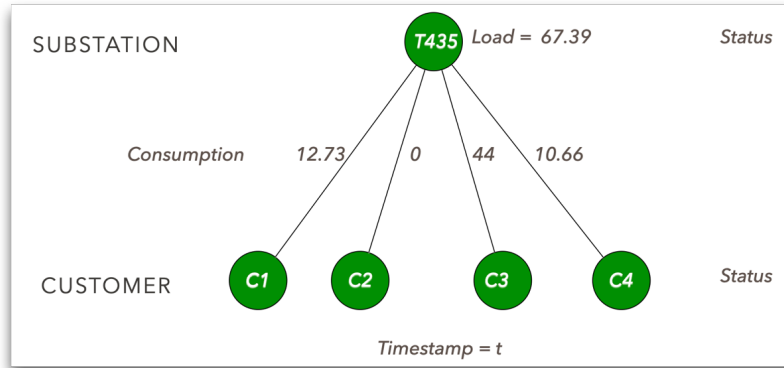 SUBSTATION T435 Load = 67.39 Status
Consumption 12.73 0 44 10.66
CUSTOMER C1 C2 C3 C4 Status
Timestamp = t